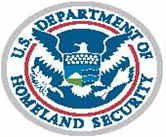 U.S. DEPARTMENT OF
HOMELAND SECURITY